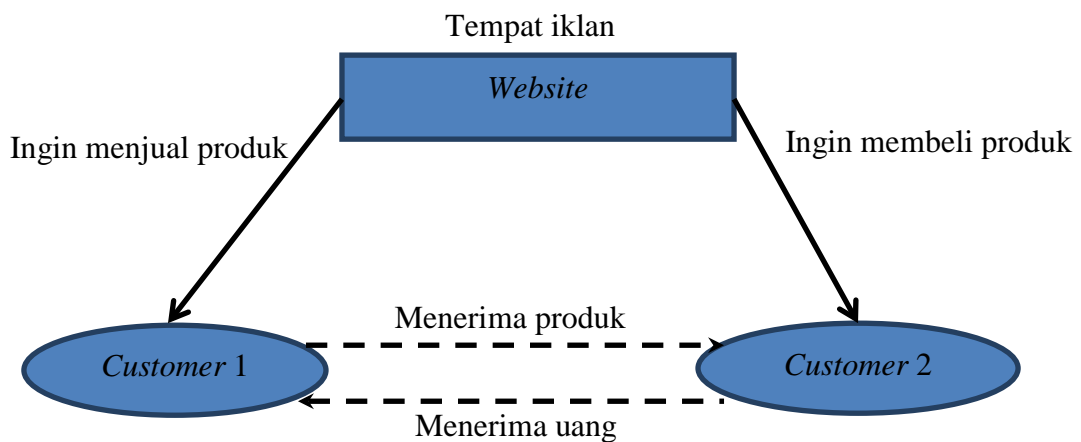 Tempat iklan
Website
Ingin menjual produk
Ingin membeli produk
Menerima produk
Customer 1
Customer 2
Menerima uang